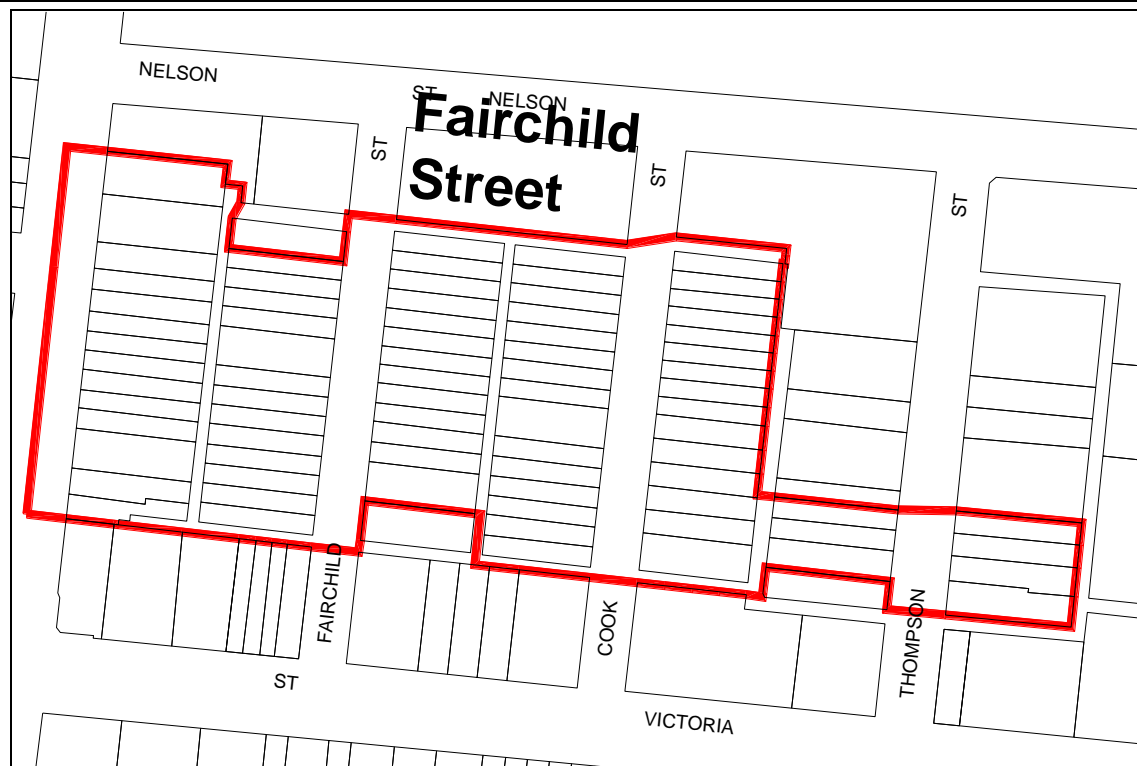 NELSON
ST
NELSON
Fairchild
Street
ST
ST
ST
FAIRCHILD
COOK
THOMPSON
ST
VICTORIA